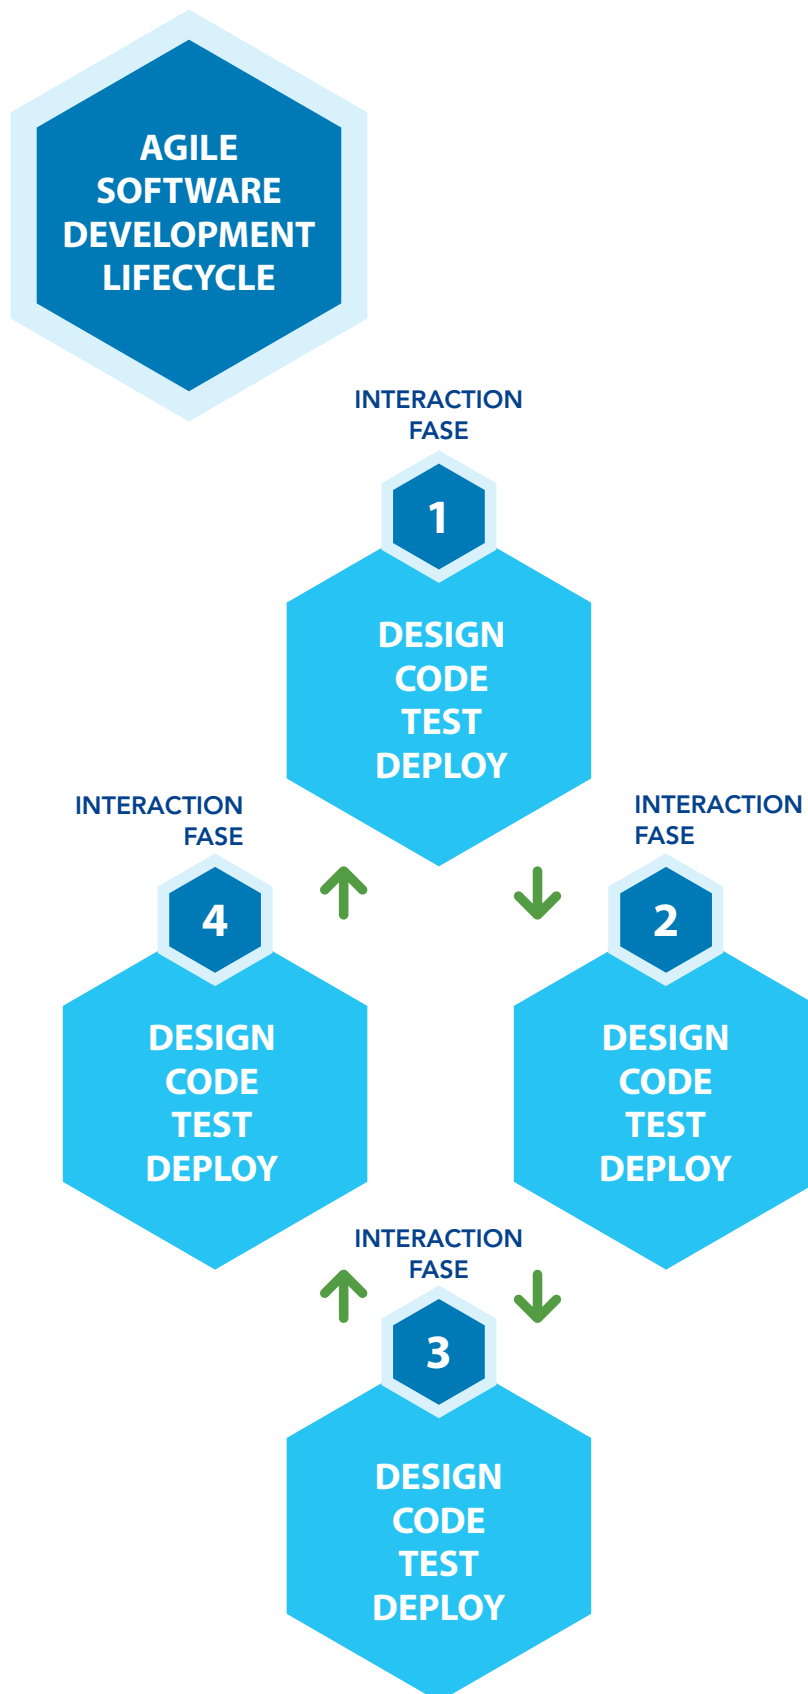 AGILE
SOFTWARE
DEVELOPMENT
LIFECYCLE
INTERACTION
FASE
1
DESIGN
CODE
TEST
DEPLOY
INTERACTION
FASE
2
DESIGN
CODE
TEST
DEPLOY
INTERACTION
FASE
3
DESIGN
CODE
TEST
DEPLOY
INTERACTION
FASE
4
DESIGN
CODE
TEST
DEPLOY